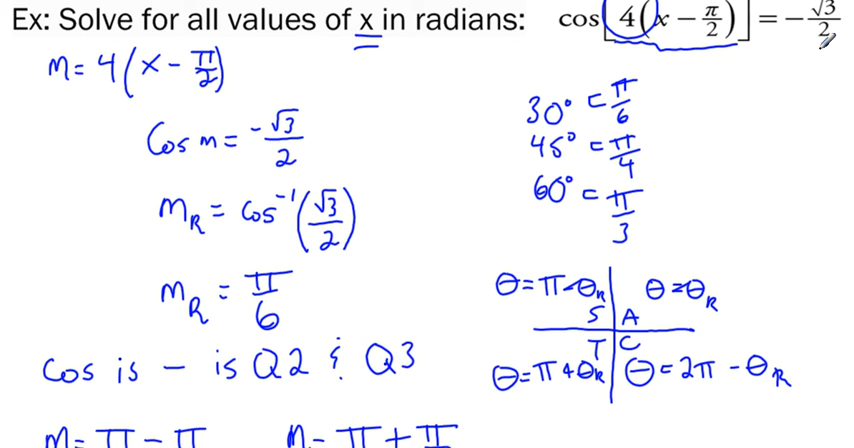 Ex: Solve for all values of x in radians: cos[4(x − π/2)] = −√3/2
m = 4(x − π/2)
Cos m = −√3/2
m_R = cos⁻¹(√3/2)
m_R = π/6
Cos is − is Q2 & Q3
m = π − π
m = π + π
30° = π/6
45° = π/4
60° = π/3
θ = π − θ_R
θ = θ_R
S A
T C
θ = π + θ_R
θ = 2π − θ_R